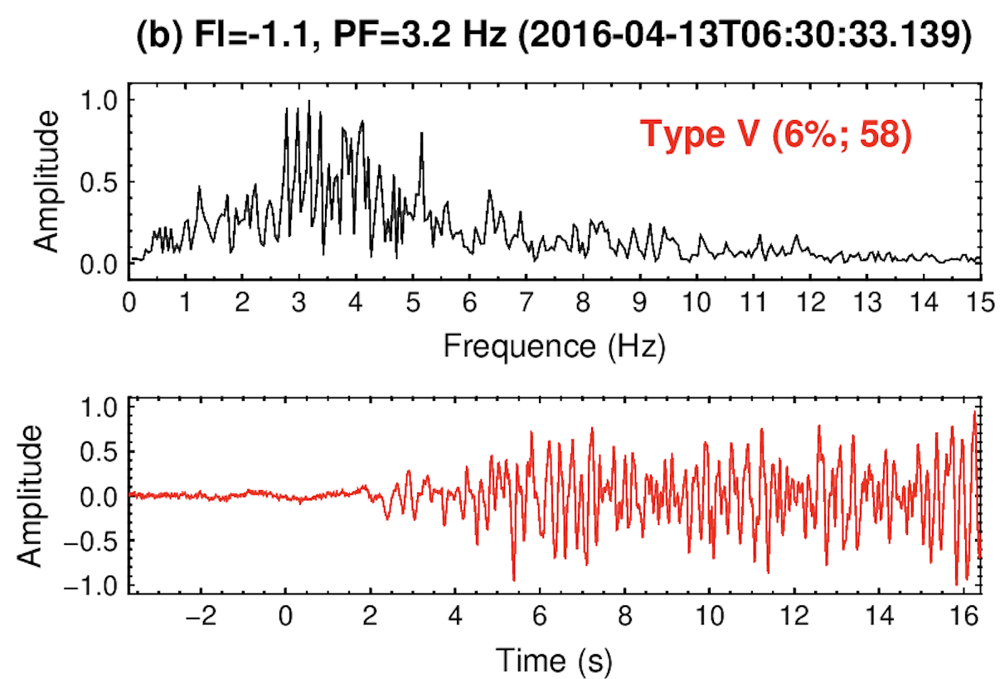 (b) FI=-1.1, PF=3.2 Hz (2016-04-13T06:30:33.139)
Type V (6%; 58)
Amplitude
1.0
0.5
0.0
0 1 2 3 4 5 6 7 8 9 10 11 12 13 14 15
Frequence (Hz)
Amplitude
1.0
0.5
0.0
−0.5
−1.0
−2 0 2 4 6 8 10 12 14 16
Time (s)